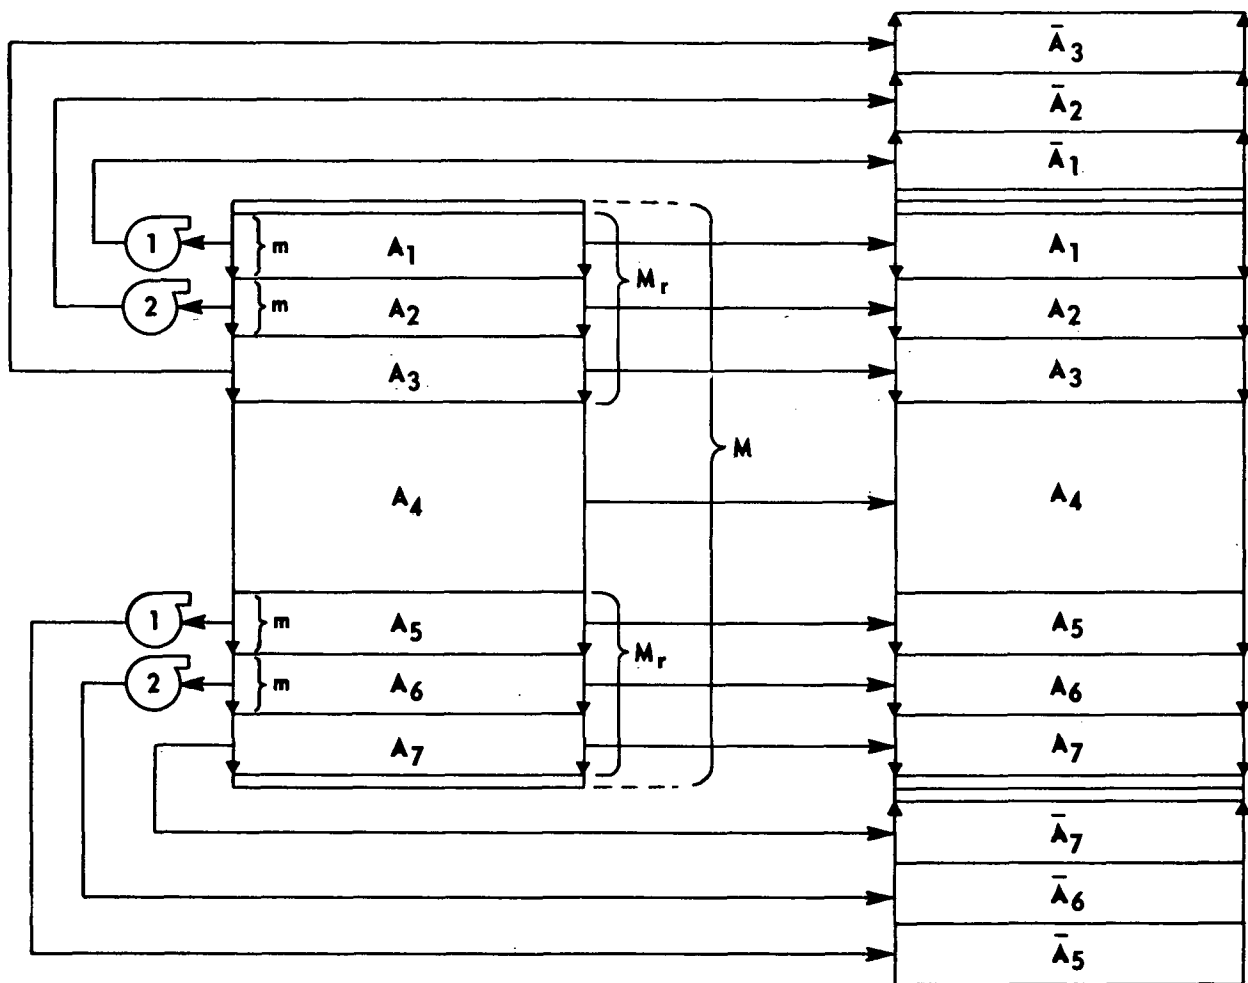 Ā3
Ā2
Ā1
1 m A1 Mr A1
2 m A2 A2
A3 A3
M
A4 A4
1 m A5 Mr A5
2 m A6 A6
A7 A7
Ā7
Ā6
Ā5